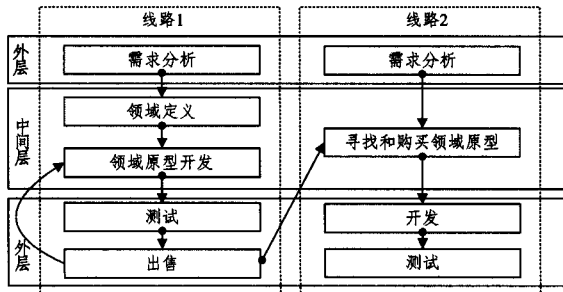 线路1
线路2
外层
需求分析
需求分析
中间层
领域定义
领域原型开发
寻找和购买领域原型
外层
测试
开发
出售
测试